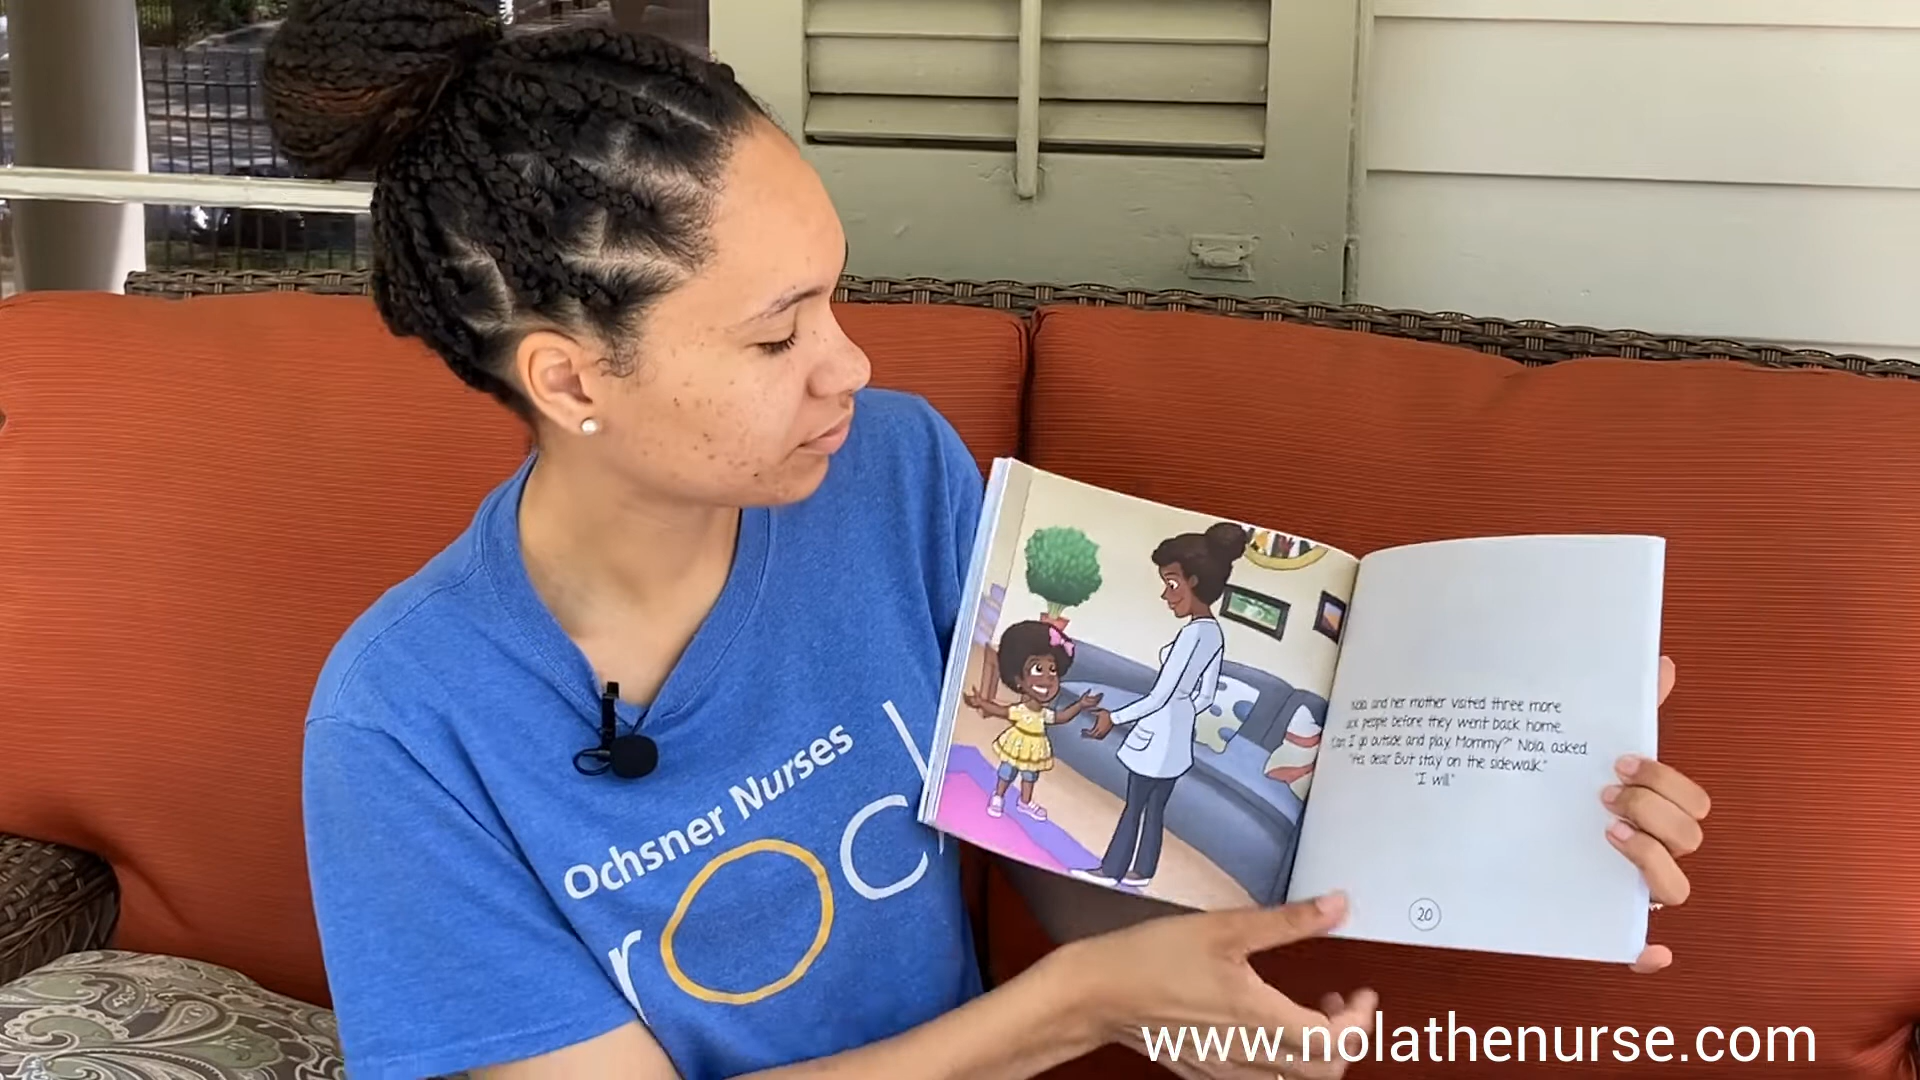 Ochsner Nurses
roc
Nola and her mother visited three more
sick people before they went back home.
"Can I go outside and play, Mommy?" Nola asked.
"Yes, dear. But stay on the sidewalk."
"I will."
20
www.nolathenurse.com